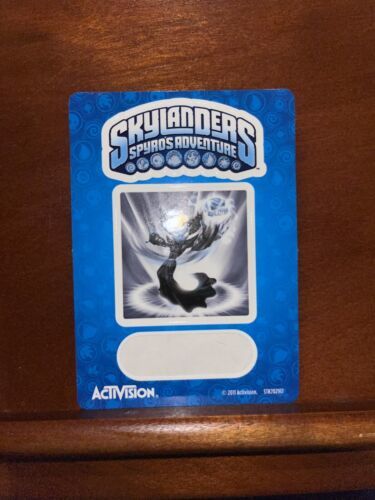 SKYLANDERS
SPYRO'S ADVENTURE
ACTIVISION®
© 2011 Activision.